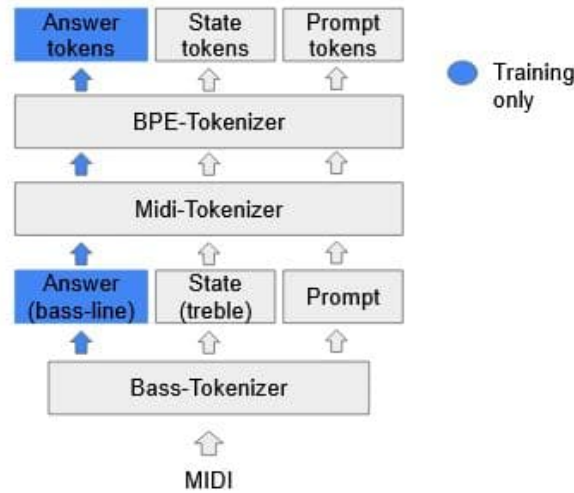 Answer
tokens
State
tokens
Prompt
tokens
Training
only
BPE-Tokenizer
Midi-Tokenizer
Answer
(bass-line)
State
(treble)
Prompt
Bass-Tokenizer
MIDI